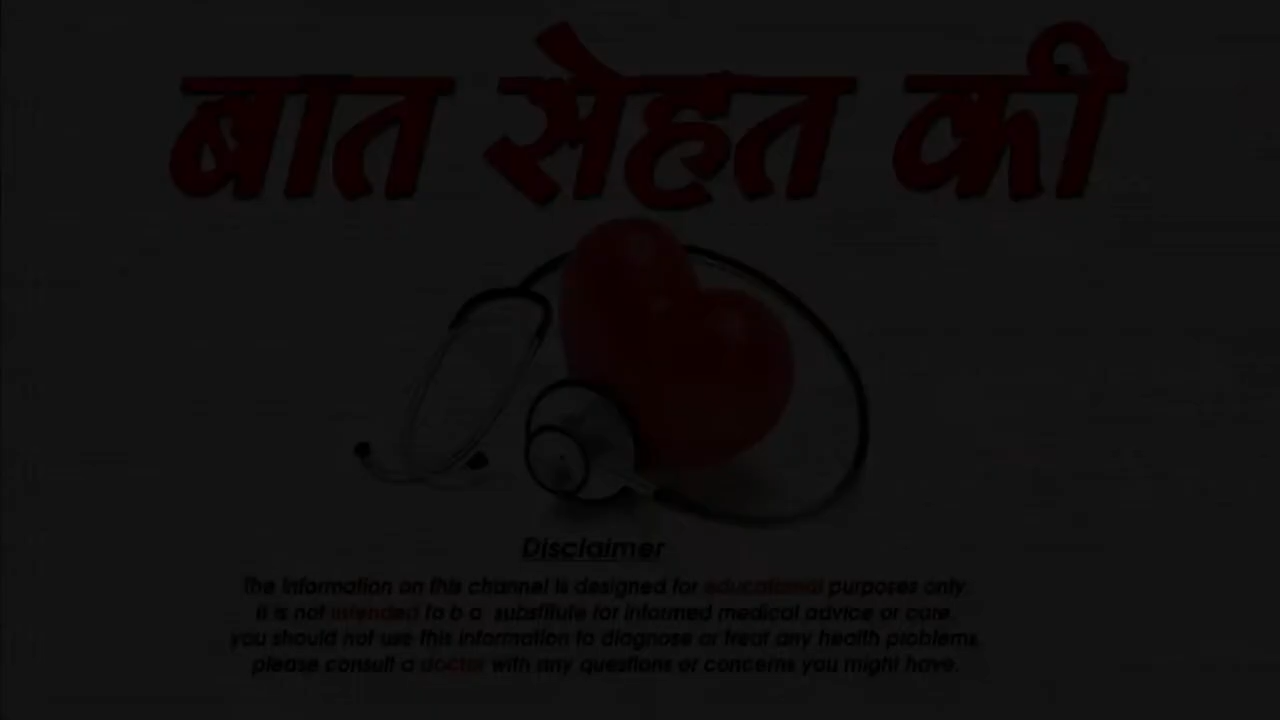 बात सेहत की
Disclaimer
The information on this channel is designed for educational purposes only.
it is not intended to b a substitute for informed medical advice or care.
you should not use this information to diagnose or treat any health problems
please consult a doctor with any questions or concerns you might have.